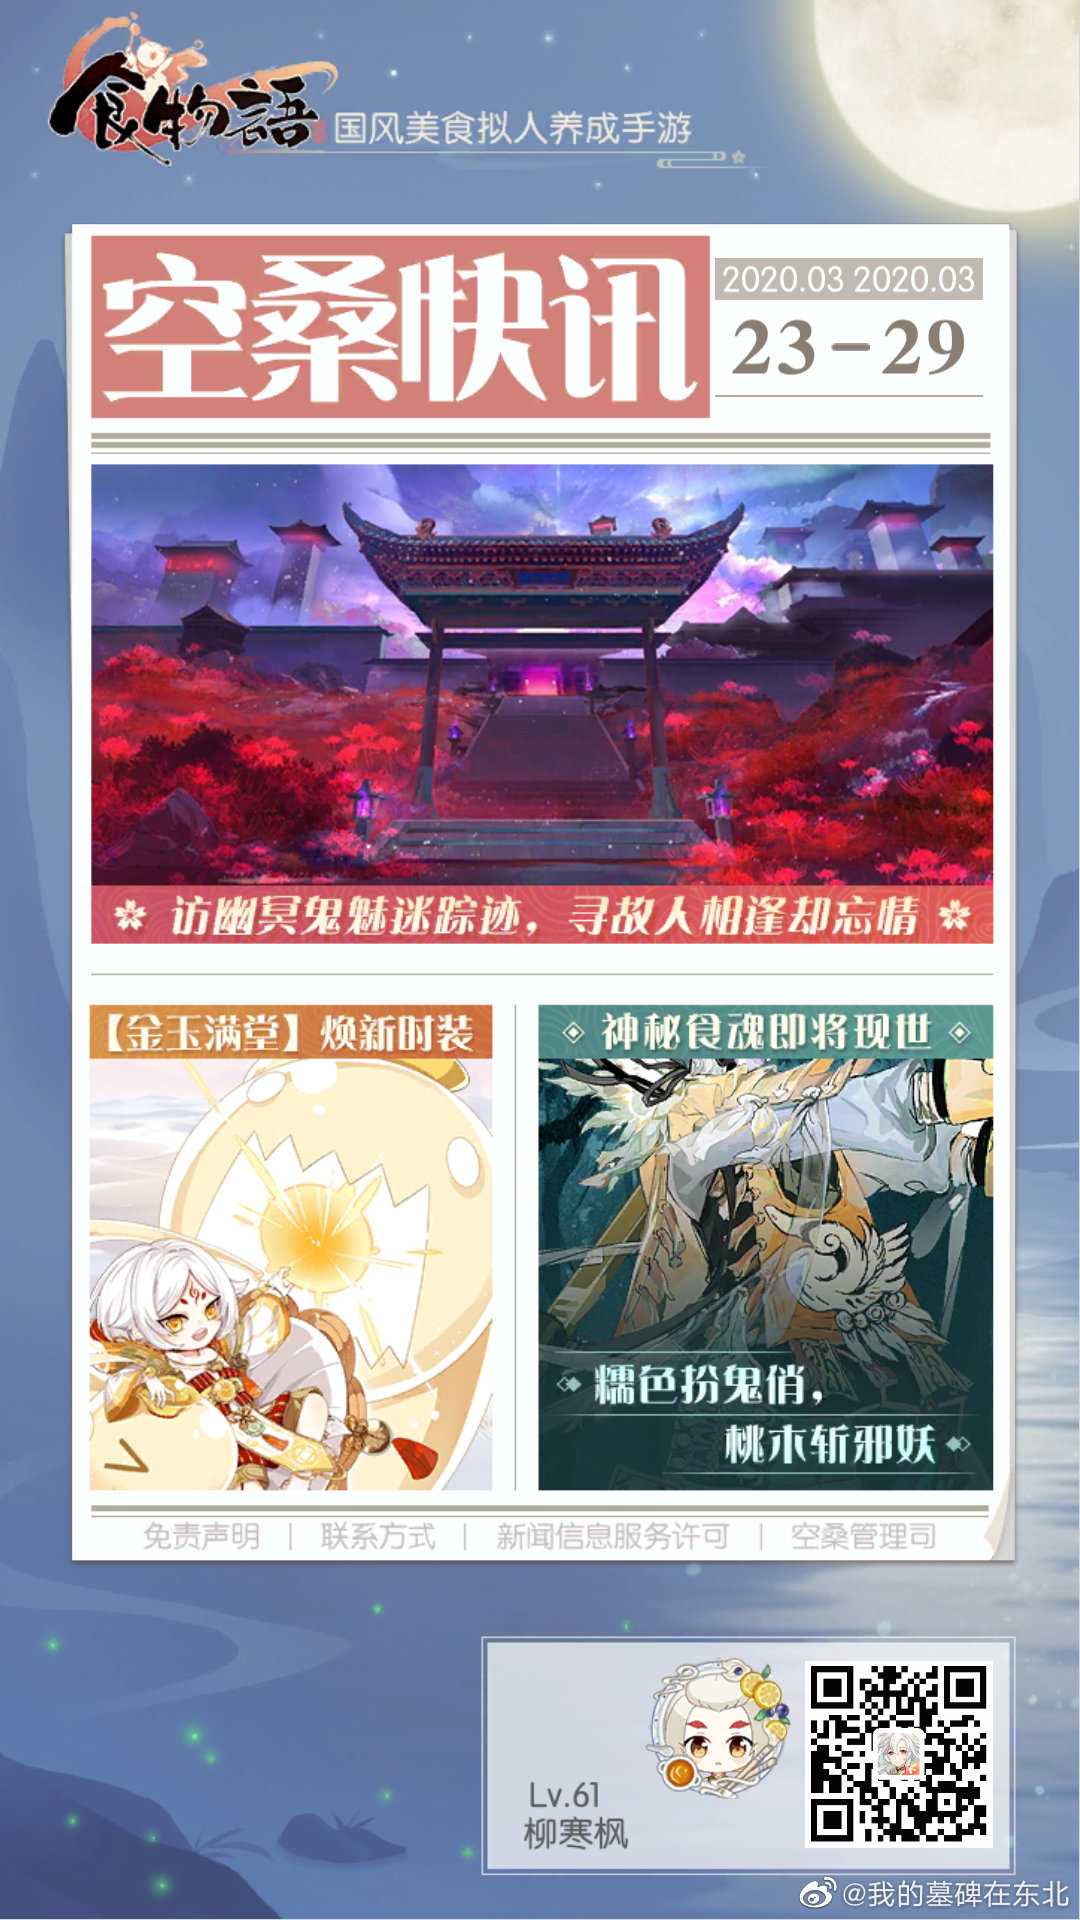 食物語
国风美食拟人养成手游
空桑快讯
2020.03 2020.03
23-29
访幽冥鬼魅迷踪迹，寻故人相逢却忘情
【金玉满堂】焕新时装
神秘食魂即将现世
糯色扮鬼俏，
桃木斩邪妖
免责声明 | 联系方式 | 新闻信息服务许可 | 空桑管理司
Lv.61
柳寒枫
@我的墓碑在东北